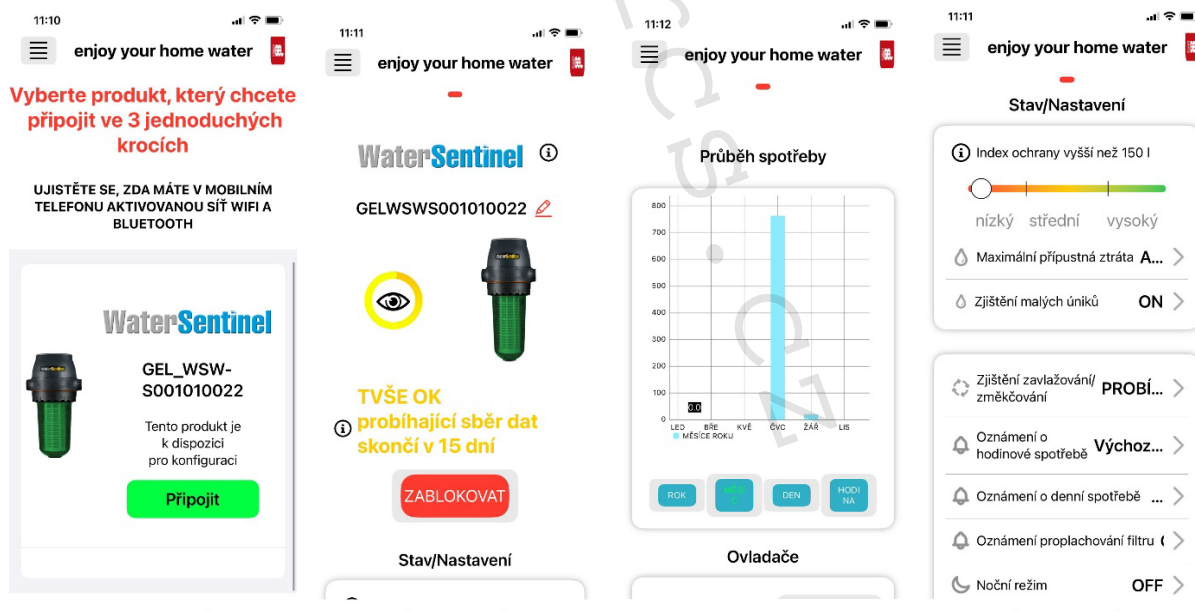 11:10
enjoy your home water
Vyberte produkt, který chcete
připojit ve 3 jednoduchých
krocích
UJISTĚTE SE, ZDA MÁTE V MOBILNÍM
TELEFONU AKTIVOVANOU SÍŤ WIFI A
BLUETOOTH
WaterSentinel
GEL_WSW-
S001010022
Tento produkt je
k dispozici
pro konfiguraci
Připojit
11:11
enjoy your home water
WaterSentinel
GELWSWS001010022
TVŠE OK
probíhající sběr dat
skončí v 15 dní
ZABLOKOVAT
Stav/Nastavení
11:12
enjoy your home water
Průběh spotřeby
800
700
600
500
400
300
200
100
0
0.0
LED BŘE KVĚ ČVC ZÁŘ LIS
MĚSÍCE ROKU
ROK
DEN
HODI
NA
Ovladače
11:11
enjoy your home water
Stav/Nastavení
Index ochrany vyšší než 150 l
nízký střední vysoký
Maximální přípustná ztráta A...
Zjištění malých úniků ON
Zjištění zavlažování/
změkčování PROBÍ...
Oznámení o
hodinové spotřebě Výchoz...
Oznámení o denní spotřebě ...
Oznámení proplachování filtru (
Noční režim OFF